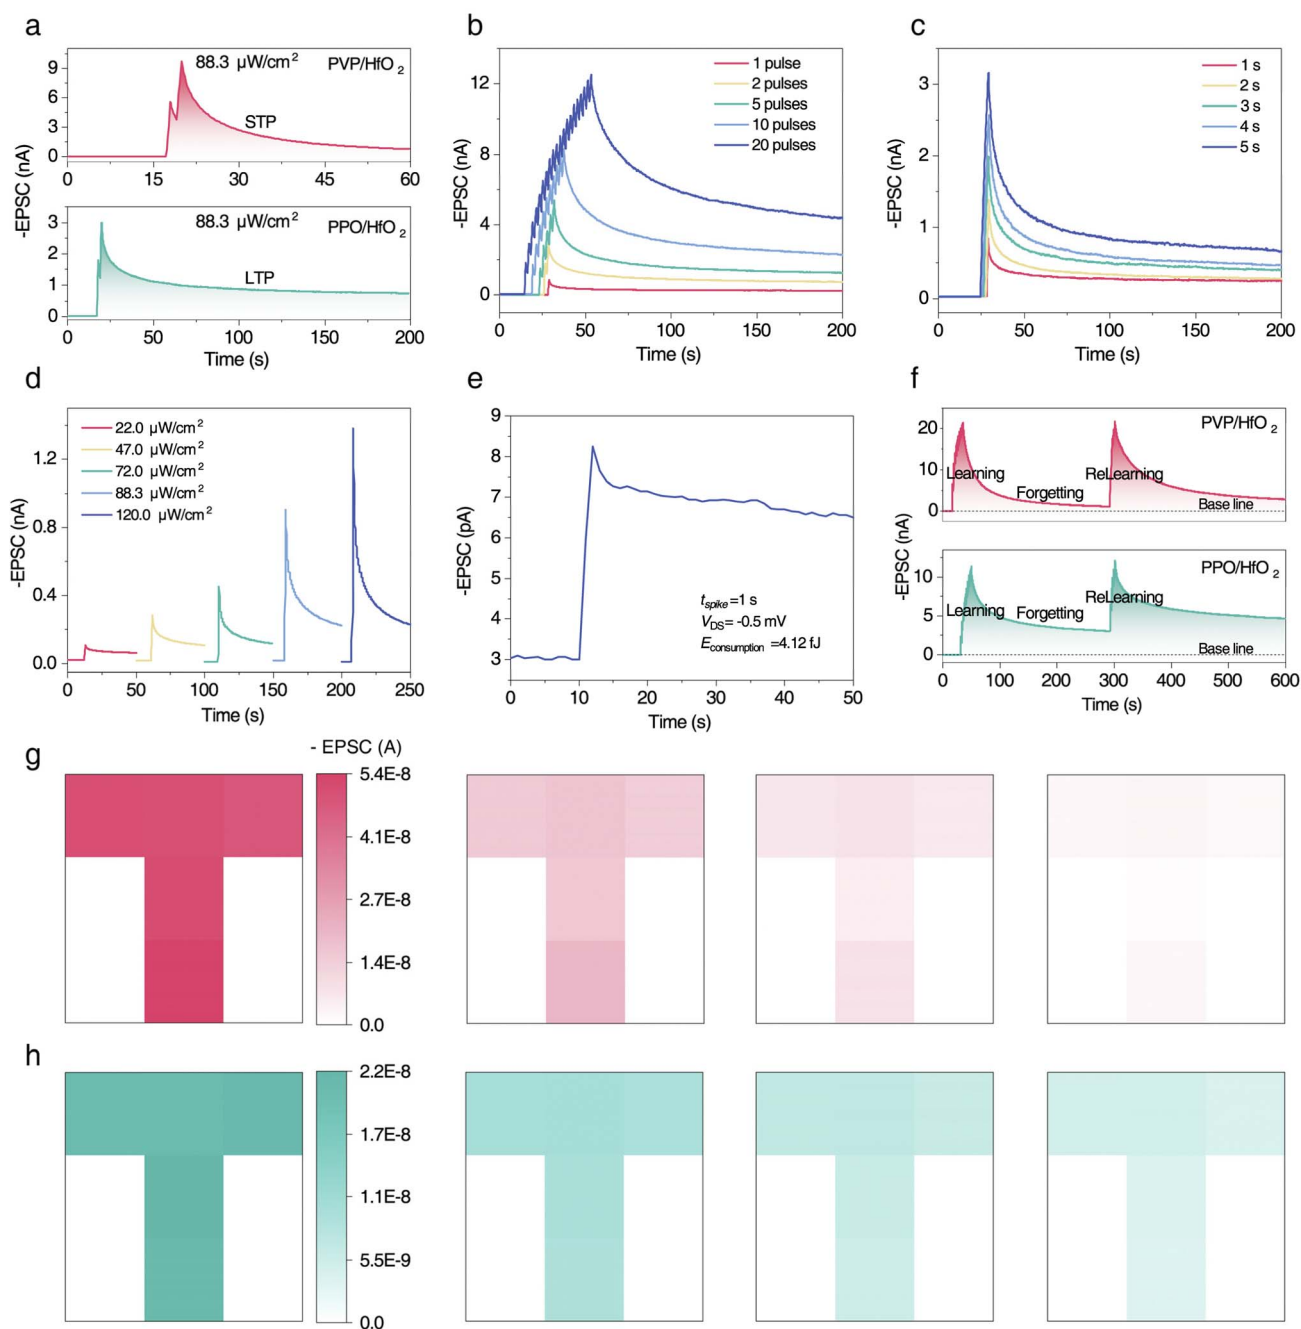 a
88.3 μW/cm²
PVP/HfO₂
9
6
3
0
STP
0 15 30 45 60
88.3 μW/cm²
PPO/HfO₂
3
2
1
0
LTP
0 50 100 150 200
-EPSC (nA)
Time (s)
b
1 pulse
2 pulses
5 pulses
10 pulses
20 pulses
12
8
4
0
-EPSC (nA)
0 50 100 150 200
Time (s)
c
1 s
2 s
3 s
4 s
5 s
3
2
1
0
-EPSC (nA)
0 50 100 150 200
Time (s)
d
22.0 μW/cm²
47.0 μW/cm²
72.0 μW/cm²
88.3 μW/cm²
120.0 μW/cm²
1.2
0.8
0.4
0.0
-EPSC (nA)
0 50 100 150 200 250
Time (s)
e
9
8
7
6
5
4
3
-EPSC (pA)
t_spike =1 s
V_DS= -0.5 mV
E_consumption =4.12 fJ
0 10 20 30 40 50
Time (s)
f
PVP/HfO₂
20
10
0
Learning
Forgetting
ReLearning
Base line
PPO/HfO₂
10
5
0
Learning
Forgetting
ReLearning
Base line
-EPSC (nA)
0 100 200 300 400 500 600
Time (s)
g
- EPSC (A)
5.4E-8
4.1E-8
2.7E-8
1.4E-8
0.0
h
2.2E-8
1.7E-8
1.1E-8
5.5E-9
0.0